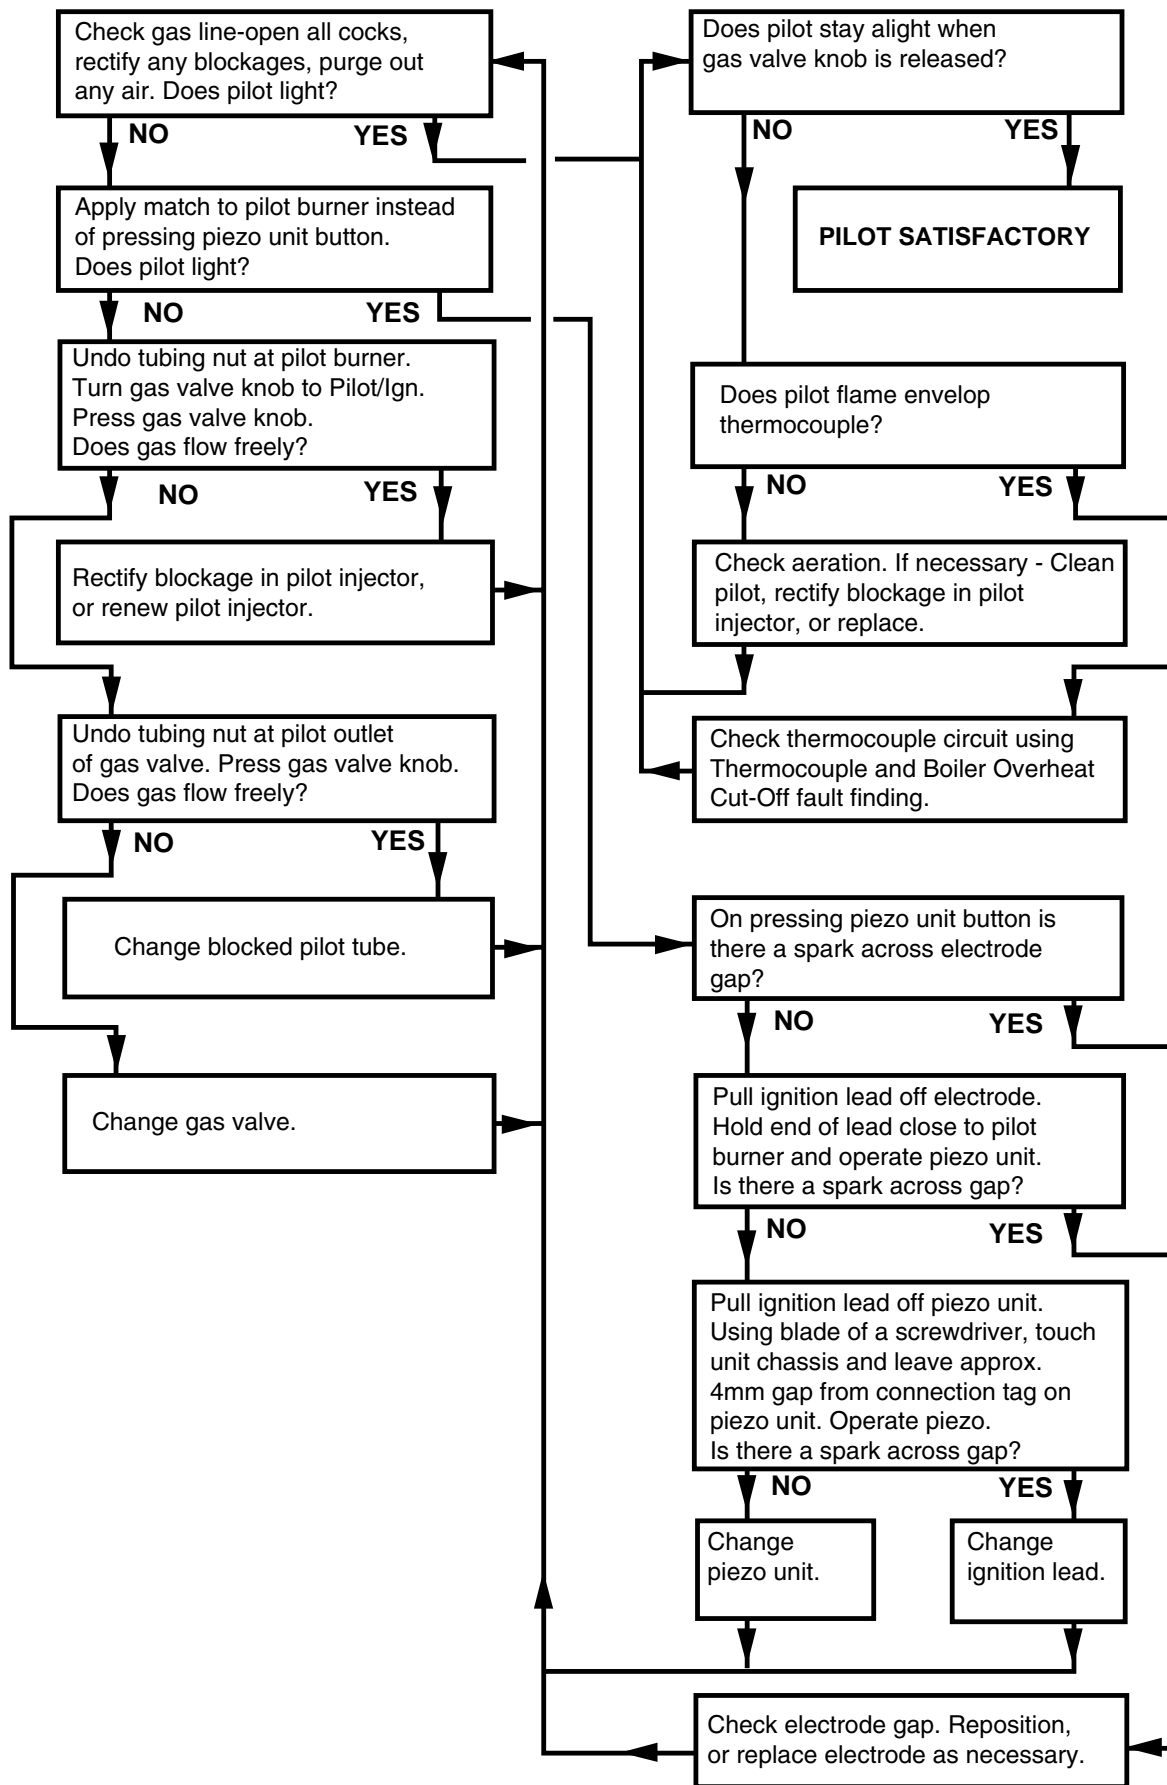 Check gas line-open all cocks,
rectify any blockages, purge out
any air. Does pilot light?
NO
YES
Apply match to pilot burner instead
of pressing piezo unit button.
Does pilot light?
NO
YES
Undo tubing nut at pilot burner.
Turn gas valve knob to Pilot/Ign.
Press gas valve knob.
Does gas flow freely?
NO
YES
Rectify blockage in pilot injector,
or renew pilot injector.
Undo tubing nut at pilot outlet
of gas valve. Press gas valve knob.
Does gas flow freely?
NO
YES
Change blocked pilot tube.
Change gas valve.
Does pilot stay alight when
gas valve knob is released?
NO
YES
PILOT SATISFACTORY
Does pilot flame envelop
thermocouple?
NO
YES
Check aeration. If necessary - Clean
pilot, rectify blockage in pilot
injector, or replace.
Check thermocouple circuit using
Thermocouple and Boiler Overheat
Cut-Off fault finding.
On pressing piezo unit button is
there a spark across electrode
gap?
NO
YES
Pull ignition lead off electrode.
Hold end of lead close to pilot
burner and operate piezo unit.
Is there a spark across gap?
NO
YES
Pull ignition lead off piezo unit.
Using blade of a screwdriver, touch
unit chassis and leave approx.
4mm gap from connection tag on
piezo unit. Operate piezo.
Is there a spark across gap?
NO
YES
Change
piezo unit.
Change
ignition lead.
Check electrode gap. Reposition,
or replace electrode as necessary.